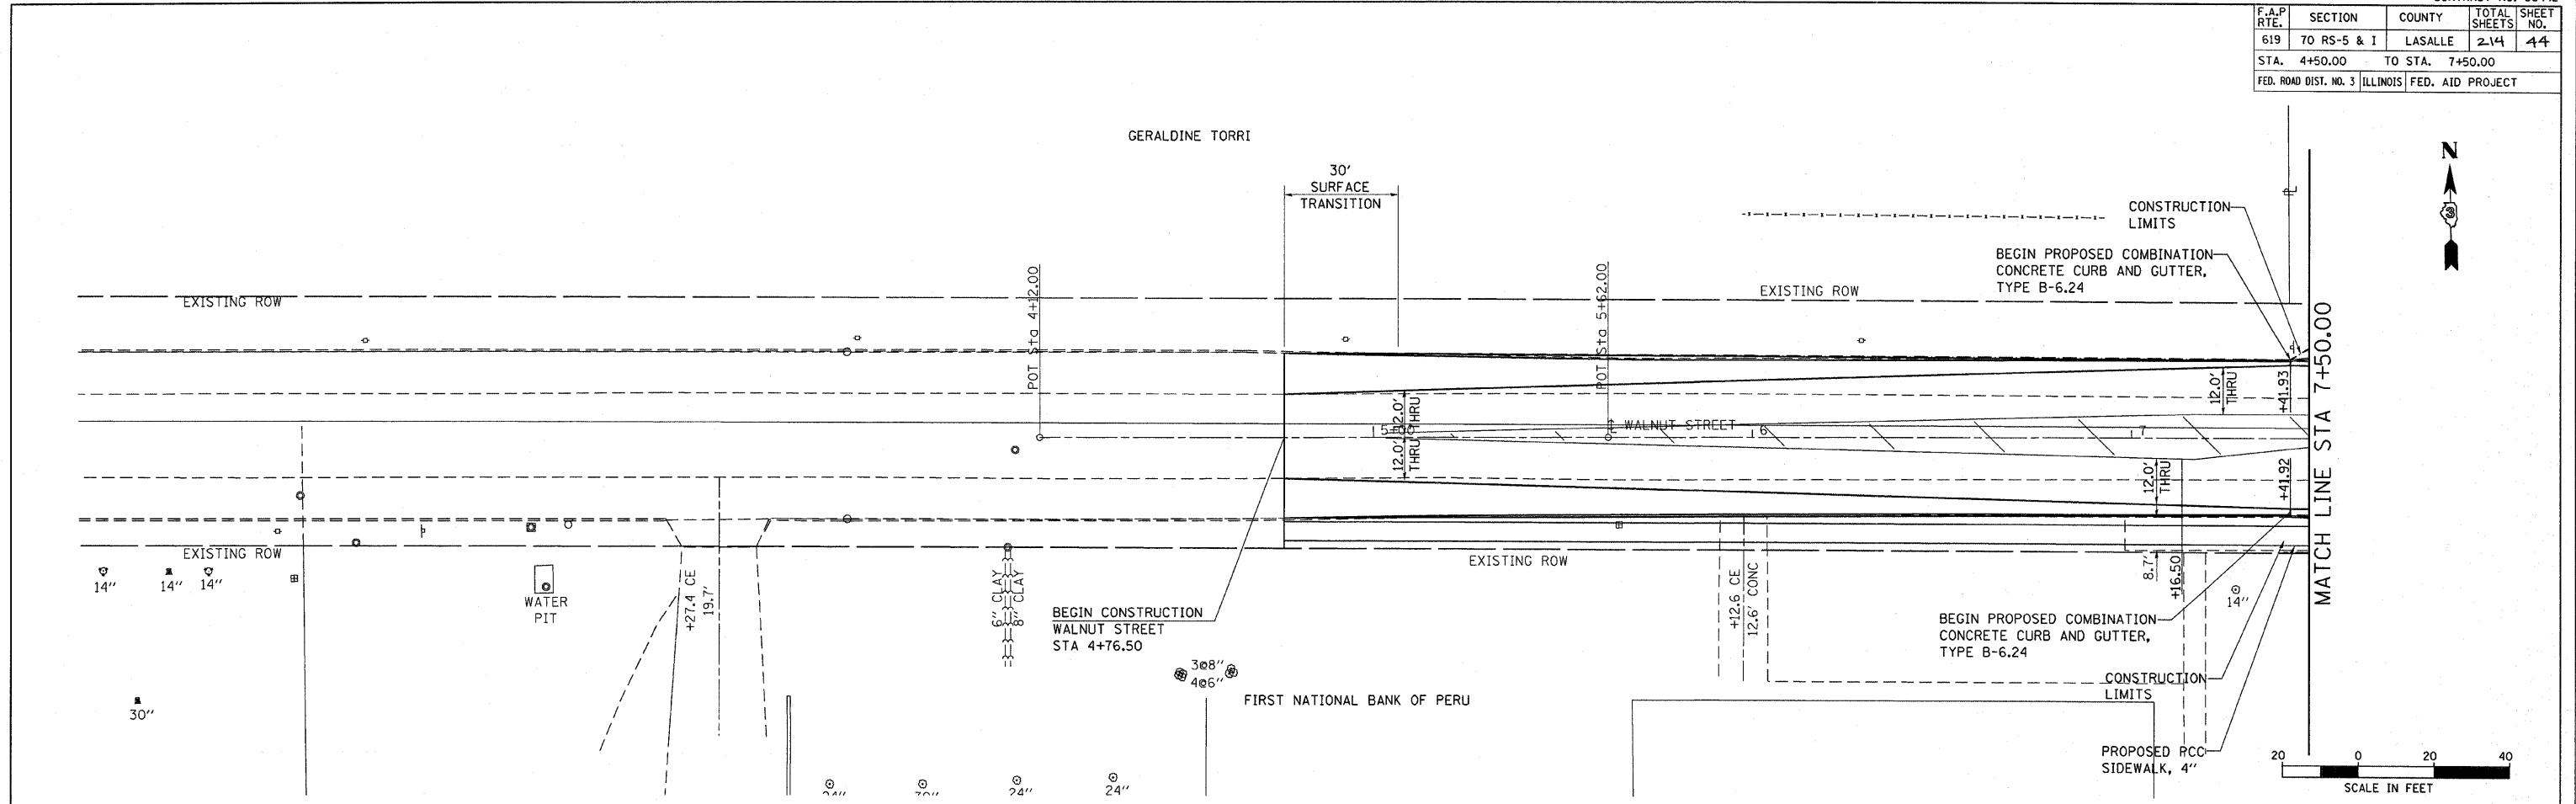 F.A.P RTE. SECTION COUNTY TOTAL SHEETS SHEET NO.
619 70 RS-5 & I LASALLE 214 44
STA. 4+50.00 TO STA. 7+50.00
FED. ROAD DIST. NO. 3 ILLINOIS FED. AID PROJECT
GERALDINE TORRI
N
30'
SURFACE
TRANSITION
CONSTRUCTION
LIMITS
BEGIN PROPOSED COMBINATION
CONCRETE CURB AND GUTTER,
TYPE B-6.24
EXISTING ROW
EXISTING ROW
POT Sta 4+12.00
POT Sta 5+62.00
MATCH LINE STA 7+50.00
12.0'
THRU
+41.93
12.0'
THRU
5+00
WALNUT STREET
6
7
12.0'
THRU
12.0'
THRU
+41.92
EXISTING ROW
EXISTING ROW
14"
14"
14"
WATER
PIT
+27.4 CE
19.7'
6" CLAY
8" CLAY
BEGIN CONSTRUCTION
WALNUT STREET
STA 4+76.50
+12.6 CE
12.6' CONC
8.7'
+16.50
14"
BEGIN PROPOSED COMBINATION
CONCRETE CURB AND GUTTER,
TYPE B-6.24
3@8"
4@6"
FIRST NATIONAL BANK OF PERU
CONSTRUCTION
LIMITS
30"
PROPOSED PCC
SIDEWALK, 4"
20 0 20 40
SCALE IN FEET
24"
24"